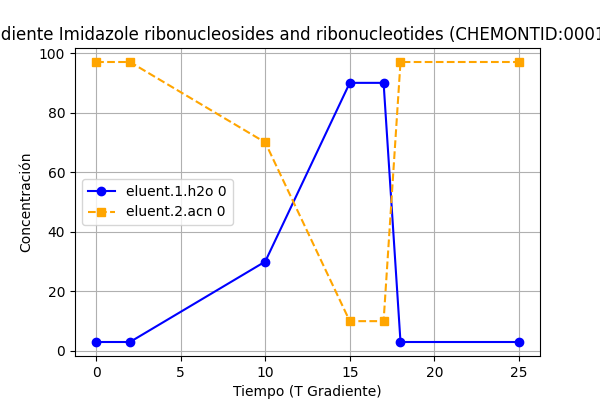 diente Imidazole ribonucleosides and ribonucleotides (CHEMONTID:0001
100
80
60
40
20
0
Concentración
eluent.1.h2o 0
eluent.2.acn 0
0 5 10 15 20 25
Tiempo (T Gradiente)